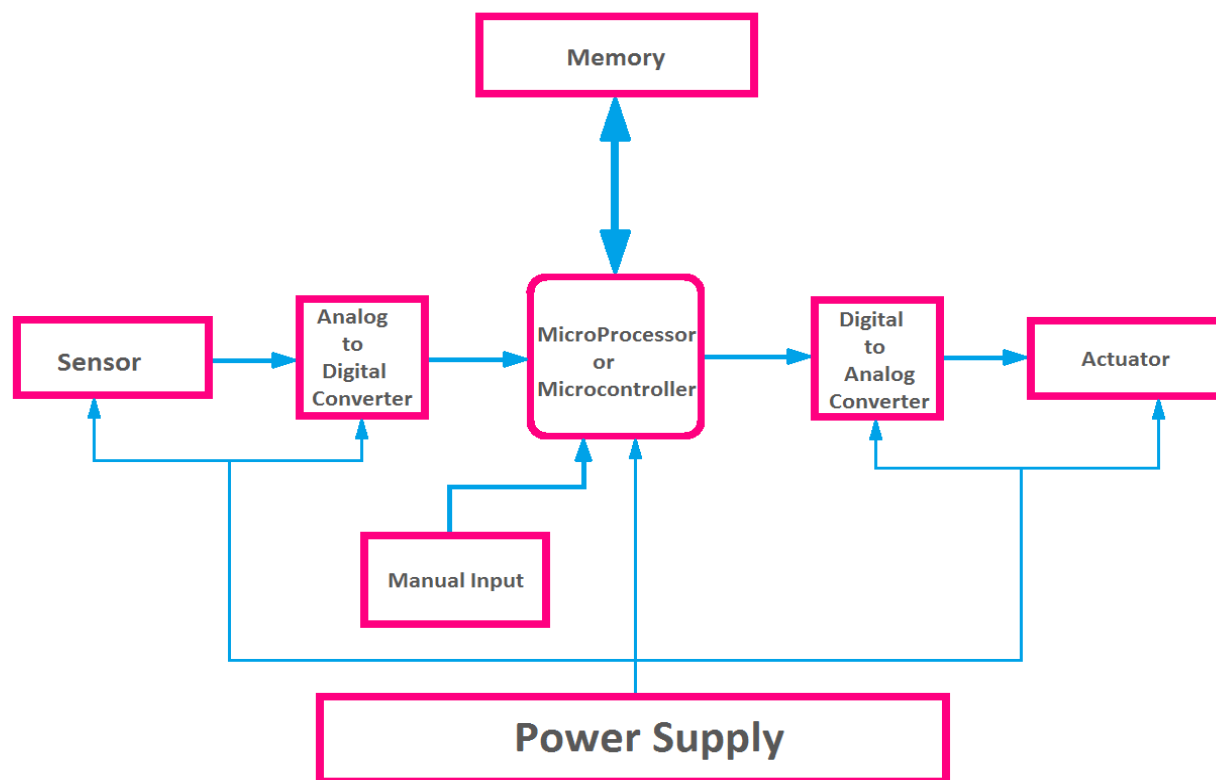 Memory
Sensor
Analog
to
Digital
Converter
MicroProcessor
or
Microcontroller
Digital
to
Analog
Converter
Actuator
Manual Input
Power Supply